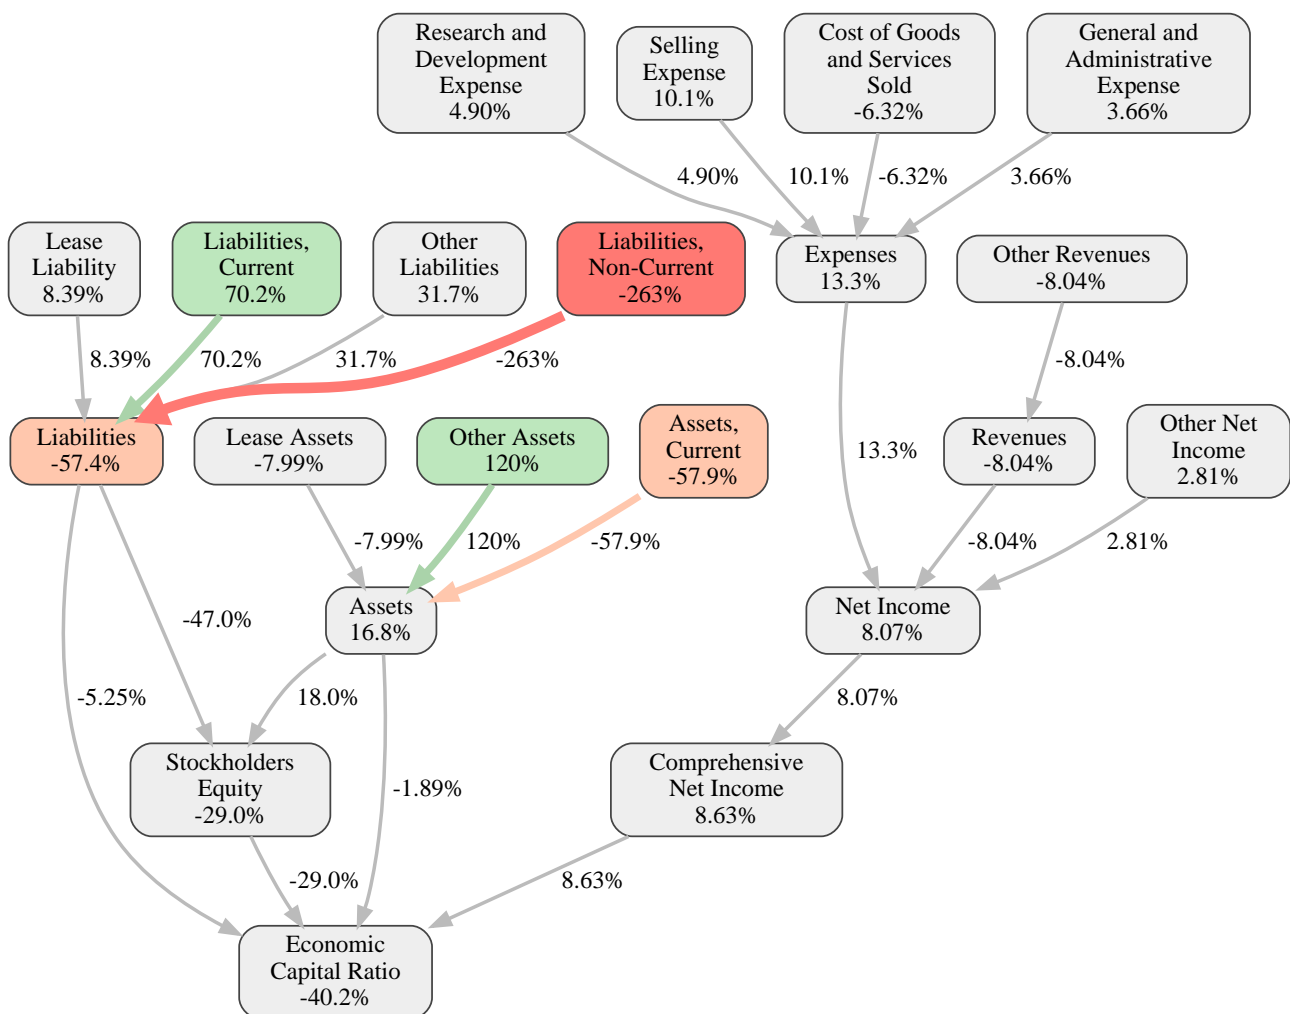 Research and
Development
Expense
4.90%
Selling
Expense
10.1%
Cost of Goods
and Services
Sold
-6.32%
General and
Administrative
Expense
3.66%
4.90%
10.1%
-6.32%
3.66%
Lease
Liability
8.39%
Liabilities,
Current
70.2%
Other
Liabilities
31.7%
Liabilities,
Non-Current
-263%
Expenses
13.3%
Other Revenues
-8.04%
8.39%
70.2%
31.7%
-263%
-8.04%
Liabilities
-57.4%
Lease Assets
-7.99%
Other Assets
120%
Assets,
Current
-57.9%
13.3%
Revenues
-8.04%
Other Net
Income
2.81%
-7.99%
120%
-57.9%
-8.04%
2.81%
-47.0%
Assets
16.8%
Net Income
8.07%
-5.25%
18.0%
8.07%
Stockholders
Equity
-29.0%
-1.89%
Comprehensive
Net Income
8.63%
-29.0%
8.63%
Economic
Capital Ratio
-40.2%